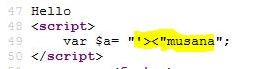 47 Hello
48 <script>
49 var $a= "'><"musana";
50 </script>